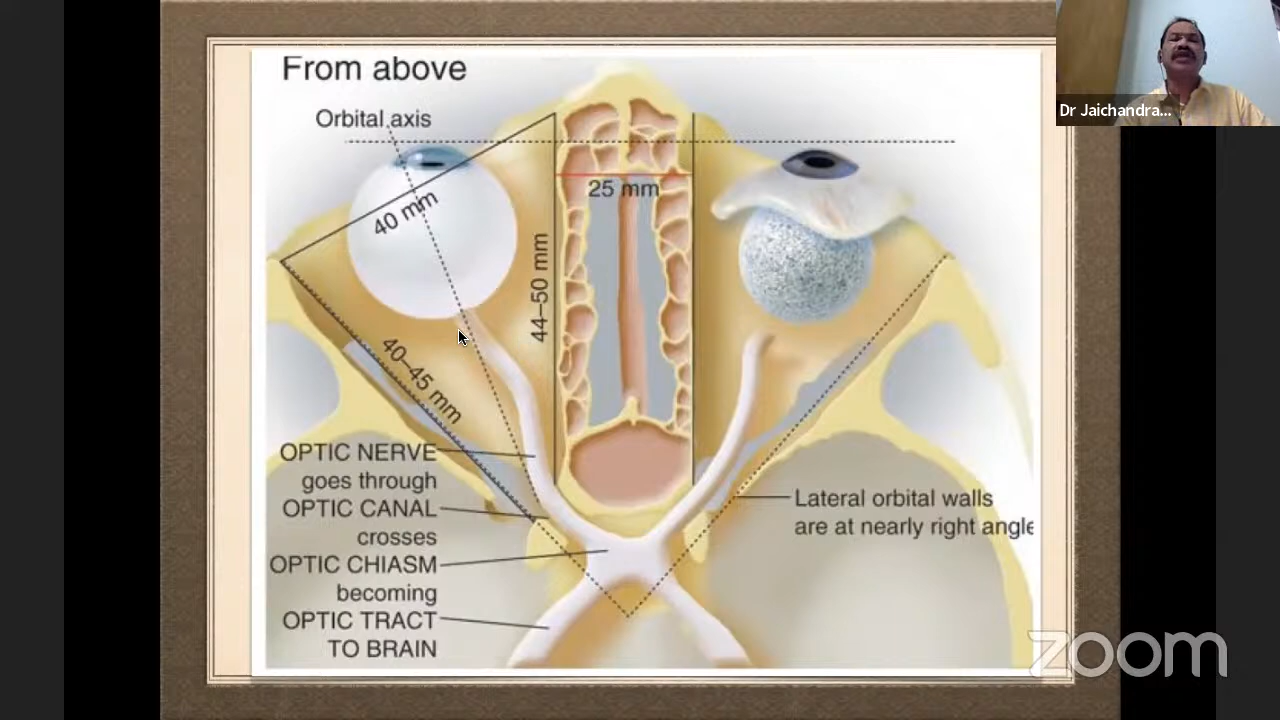 From above
Orbital axis
Dr Jaichandra...
40 mm
25 mm
44–50 mm
40–45 mm
OPTIC NERVE
goes through
OPTIC CANAL
crosses
OPTIC CHIASM
becoming
OPTIC TRACT
TO BRAIN
Lateral orbital walls
are at nearly right angle
zoom